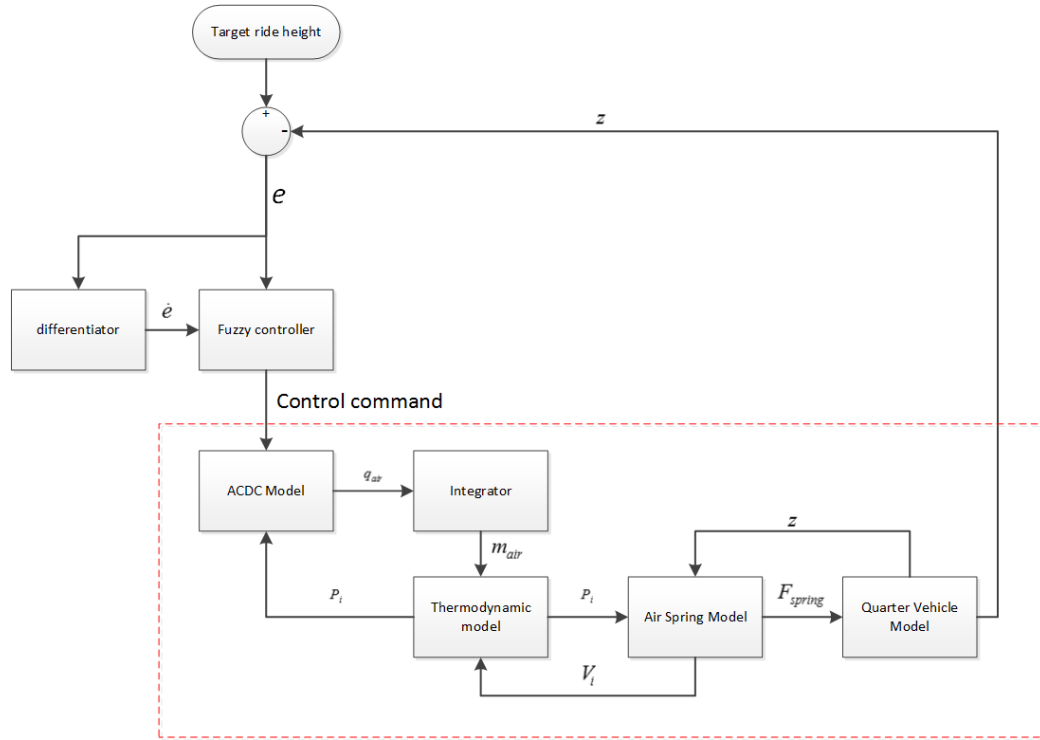 Target ride height
+
-
z
e
ė
differentiator
Fuzzy controller
Control command
ACDC Model
q_air
Integrator
m_air
z
P_i
Thermodynamic
model
P_i
Air Spring Model
F_spring
Quarter Vehicle
Model
V_i